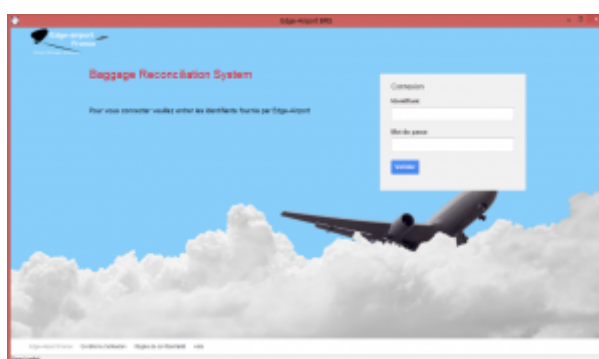 Edge-Airport BRS
Edge-airport
France
Baggage Reconciliation System
Pour vous connecter veuillez entrer les identifiants fournis par Edge-Airport
Connexion
Identifiant
Mot de passe
Valider
Edge-Airport France Conditions d'utilisation Règles de confidentialité Aide